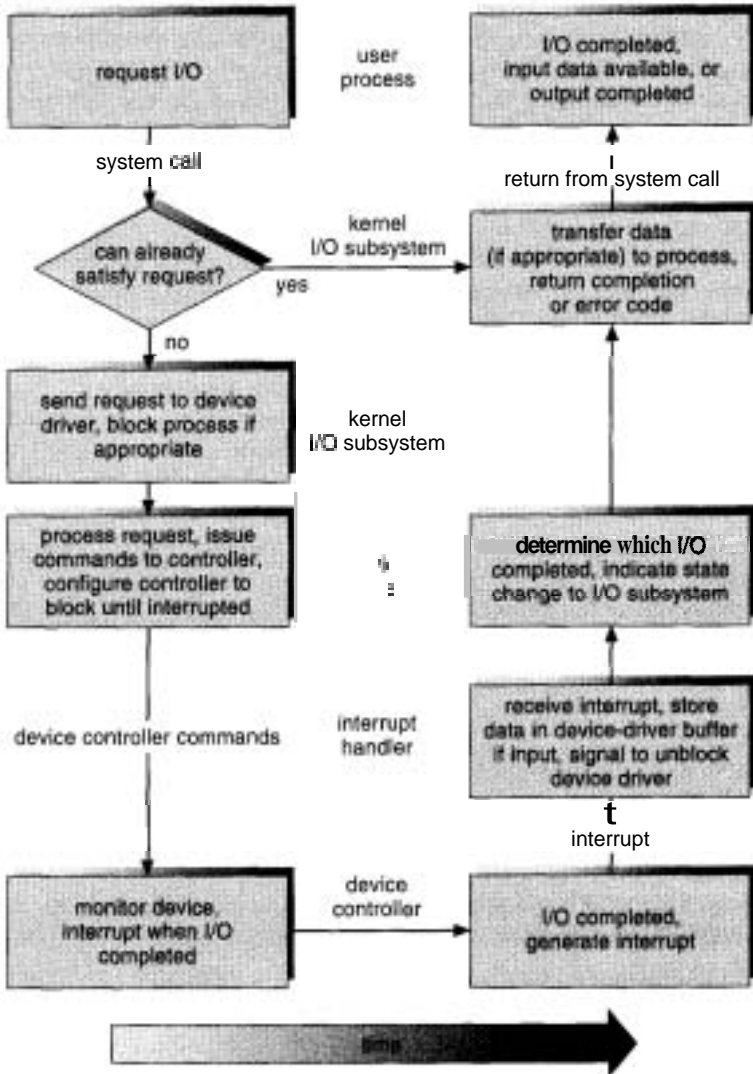 request I/O
user
process
I/O completed,
input data available, or
output completed
system call
return from system call
can already
satisfy request?
kernel
I/O subsystem
yes
transfer data
(if appropriate) to process,
return completion
or error code
no
send request to device
driver, block process if
appropriate
kernel
I/O subsystem
process request, issue
commands to controller,
configure controller to
block until interrupted
determine which I/O
completed, indicate state
change to I/O subsystem
device controller commands
interrupt
handler
receive interrupt, store
data in device-driver buffer
if input, signal to unblock
device driver
t
interrupt
monitor device,
interrupt when I/O
completed
device
controller
I/O completed,
generate interrupt
time